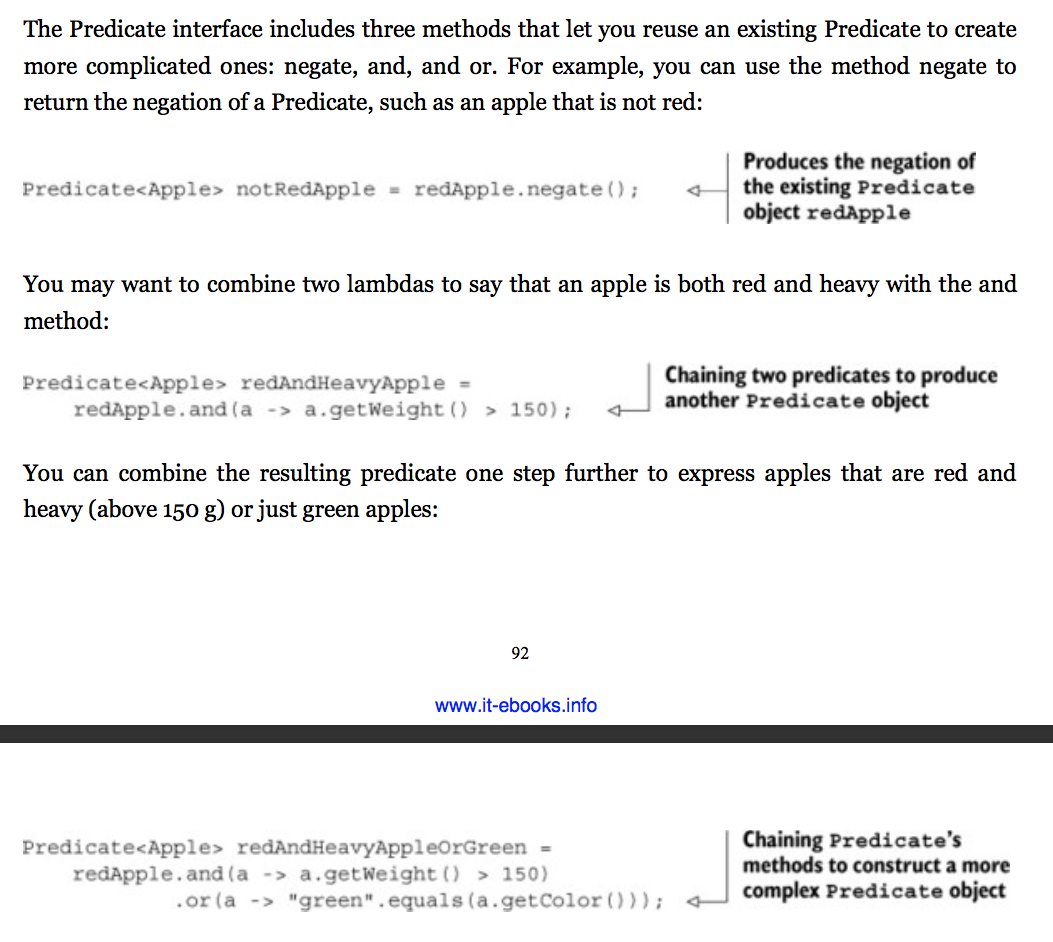 The Predicate interface includes three methods that let you reuse an existing Predicate to create
more complicated ones: negate, and, and or. For example, you can use the method negate to
return the negation of a Predicate, such as an apple that is not red:
Predicate<Apple> notRedApple = redApple.negate();
Produces the negation of
the existing Predicate
object redApple
You may want to combine two lambdas to say that an apple is both red and heavy with the and
method:
Predicate<Apple> redAndHeavyApple =
redApple.and(a -> a.getWeight() > 150);
Chaining two predicates to produce
another Predicate object
You can combine the resulting predicate one step further to express apples that are red and
heavy (above 150 g) or just green apples:
92
www.it-ebooks.info
Predicate<Apple> redAndHeavyAppleOrGreen =
redApple.and(a -> a.getWeight() > 150)
.or(a -> "green".equals(a.getColor()));
Chaining Predicate's
methods to construct a more
complex Predicate object